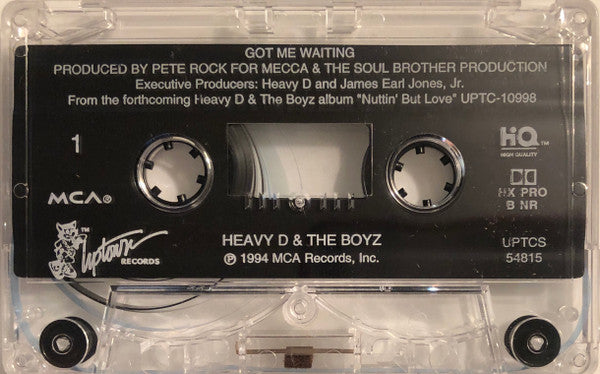 GOT ME WAITING
PRODUCED BY PETE ROCK FOR MECCA & THE SOUL BROTHER PRODUCTION
Executive Producers: Heavy D and James Earl Jones, Jr.
From the forthcoming Heavy D & The Boyz album "Nuttin' But Love" UPTC-10998
1
HiQ™
HIGH QUALITY
MCA®
HX PRO
B NR
™
Uptown
RECORDS
HEAVY D & THE BOYZ
℗ 1994 MCA Records, Inc.
UPTCS
54815